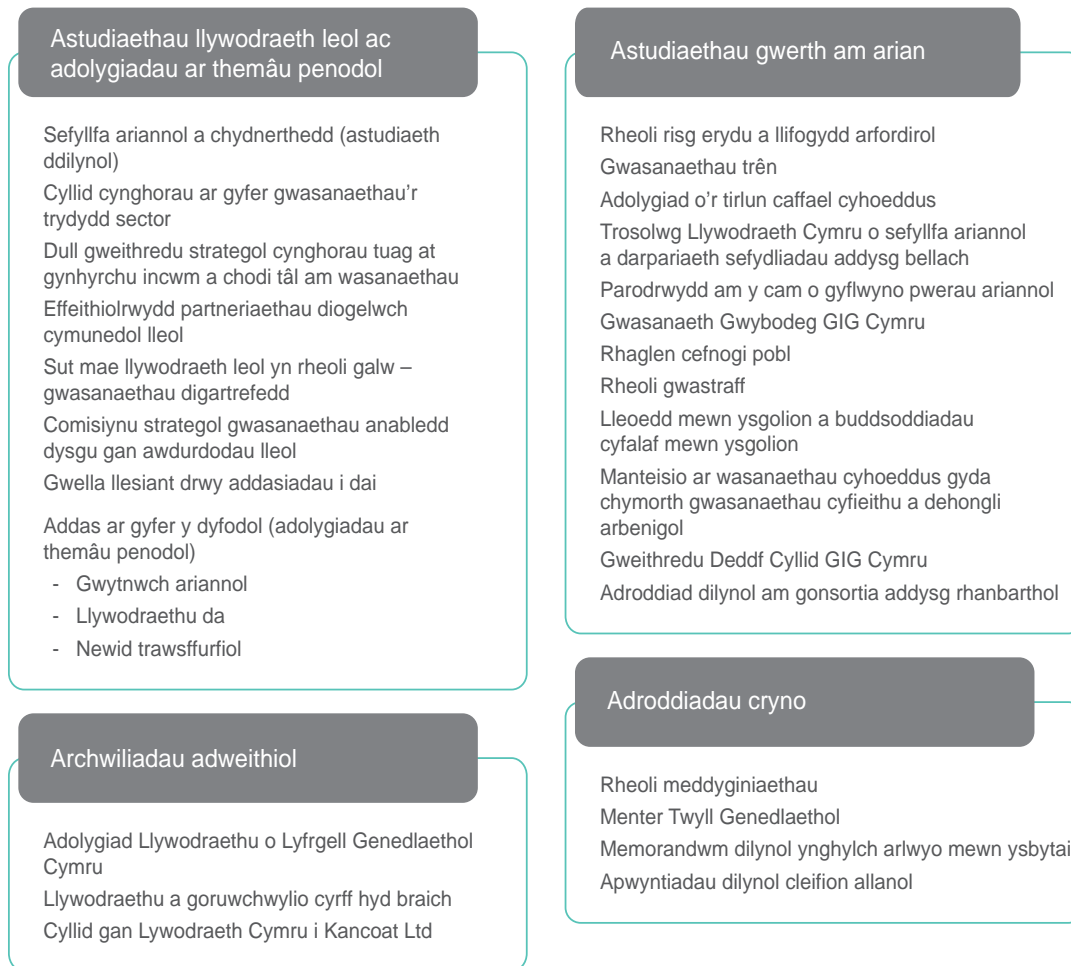 Astudiaethau llywodraeth leol ac
adolygiadau ar themâu penodol
Sefyllfa ariannol a chydnerthedd (astudiaeth
ddilynol)
Cyllid cynghorau ar gyfer gwasanaethau'r
trydydd sector
Dull gweithredu strategol cynghorau tuag at
gynhyrchu incwm a chodi tâl am wasanaethau
Effeithiolrwydd partneriaethau diogelwch
cymunedol lleol
Sut mae llywodraeth leol yn rheoli galw –
gwasanaethau digartrefedd
Comisiynu strategol gwasanaethau anabledd
dysgu gan awdurdodau lleol
Gwella llesiant drwy addasiadau i dai
Addas ar gyfer y dyfodol (adolygiadau ar
themâu penodol)
- Gwytnwch ariannol
- Llywodraethu da
- Newid trawsffurfiol
Archwiliadau adweithiol
Adolygiad Llywodraethu o Lyfrgell Genedlaethol
Cymru
Llywodraethu a goruwchwylio cyrff hyd braich
Cyllid gan Lywodraeth Cymru i Kancoat Ltd
Astudiaethau gwerth am arian
Rheoli risg erydu a llifogydd arfordirol
Gwasanaethau trên
Adolygiad o'r tirlun caffael cyhoeddus
Trosolwg Llywodraeth Cymru o sefyllfa ariannol
a darpariaeth sefydliadau addysg bellach
Parodrwydd am y cam o gyflwyno pwerau ariannol
Gwasanaeth Gwybodeg GIG Cymru
Rhaglen cefnogi pobl
Rheoli gwastraff
Lleoedd mewn ysgolion a buddsoddiadau
cyfalaf mewn ysgolion
Manteisio ar wasanaethau cyhoeddus gyda
chymorth gwasanaethau cyfieithu a dehongli
arbenigol
Gweithredu Deddf Cyllid GIG Cymru
Adroddiad dilynol am gonsortia addysg rhanbarthol
Adroddiadau cryno
Rheoli meddyginiaethau
Menter Twyll Genedlaethol
Memorandwm dilynol ynghylch arlwyo mewn ysbytai
Apwyntiadau dilynol cleifion allanol